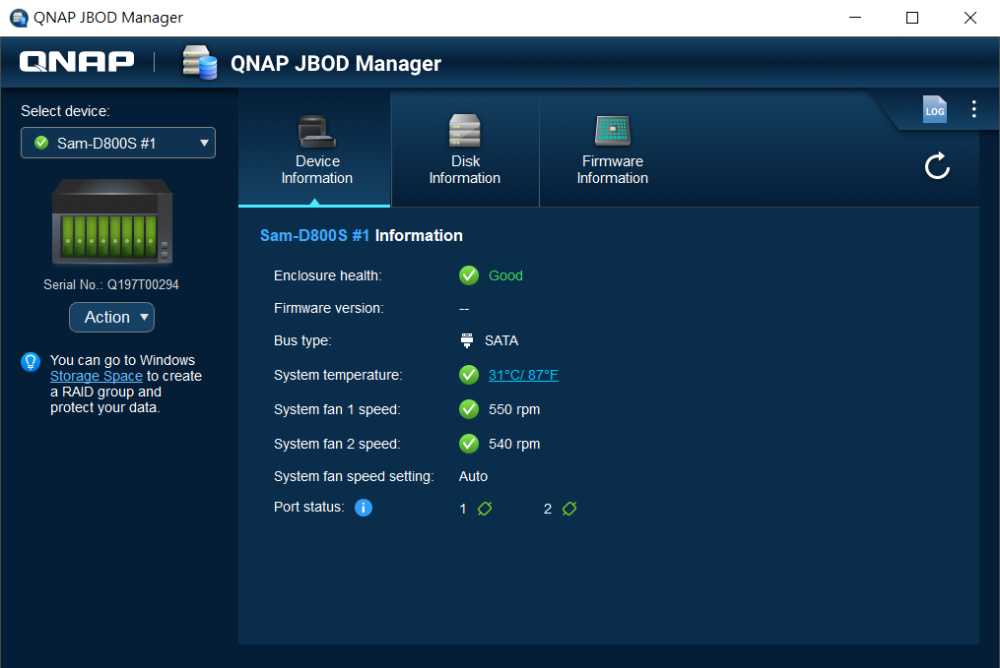 QNAP JBOD Manager
QNAP
QNAP JBOD Manager
Select device:
Sam-D800S #1
Serial No.: Q197T00294
Action
You can go to Windows
Storage Space to create
a RAID group and
protect your data.
Device
Information
Disk
Information
Firmware
Information
LOG
Sam-D800S #1 Information
Enclosure health: Good
Firmware version: --
Bus type: SATA
System temperature: 31°C/ 87°F
System fan 1 speed: 550 rpm
System fan 2 speed: 540 rpm
System fan speed setting: Auto
Port status: 1 2